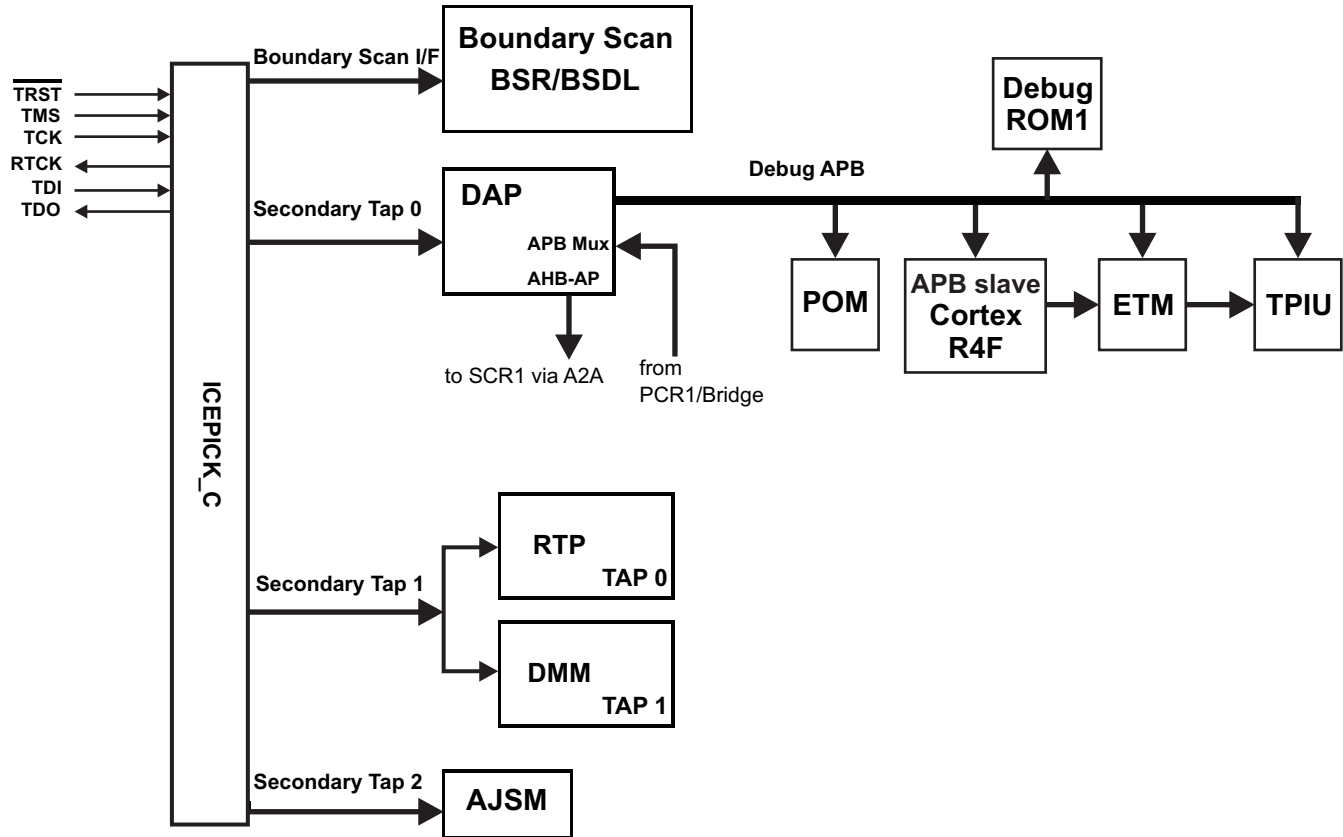 Boundary Scan I/F
Boundary Scan
BSR/BSDL
TRST
TMS
TCK
RTCK
TDI
TDO
ICEPICK_C
Secondary Tap 0
DAP
APB Mux
AHB-AP
to SCR1 via A2A
from
PCR1/Bridge
Debug APB
Debug
ROM1
POM
APB slave
Cortex
R4F
ETM
TPIU
Secondary Tap 1
RTP
TAP 0
DMM
TAP 1
Secondary Tap 2
AJSM